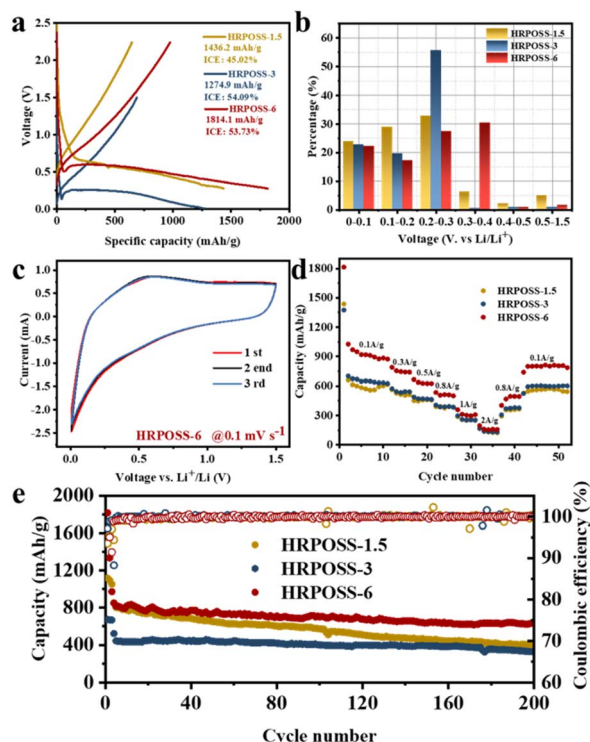 a
HRPOSS-1.5
1436.2 mAh/g
ICE: 45.02%
HRPOSS-3
1274.9 mAh/g
ICE: 54.09%
HRPOSS-6
1814.1 mAh/g
ICE: 53.73%
Voltage (V)
2.5
2.0
1.5
1.0
0.5
0.0
0 500 1000 1500 2000
Specific capacity (mAh/g)
b
HRPOSS-1.5
HRPOSS-3
HRPOSS-6
Percentage (%)
60
50
40
30
20
10
0
0-0.1 0.1-0.2 0.2-0.3 0.3-0.4 0.4-0.5 0.5-1.5
Voltage (V. vs Li/Li⁺)
c
Current (mA)
1.0
0.5
0.0
-0.5
-1.0
-1.5
-2.0
-2.5
1 st
2 end
3 rd
HRPOSS-6 @0.1 mV s⁻¹
0.0 0.5 1.0 1.5
Voltage vs. Li⁺/Li (V)
d
HRPOSS-1.5
HRPOSS-3
HRPOSS-6
Capacity (mAh/g)
1800
1500
1200
900
600
300
0
0.1A/g
0.3A/g
0.5A/g
0.8A/g
1A/g
2A/g
0.8A/g
0.1A/g
0 10 20 30 40 50
Cycle number
e
Capacity (mAh/g)
2000
1600
1200
800
400
0
HRPOSS-1.5
HRPOSS-3
HRPOSS-6
Coulombic efficiency (%)
100
90
80
70
60
0 40 80 120 160 200
Cycle number